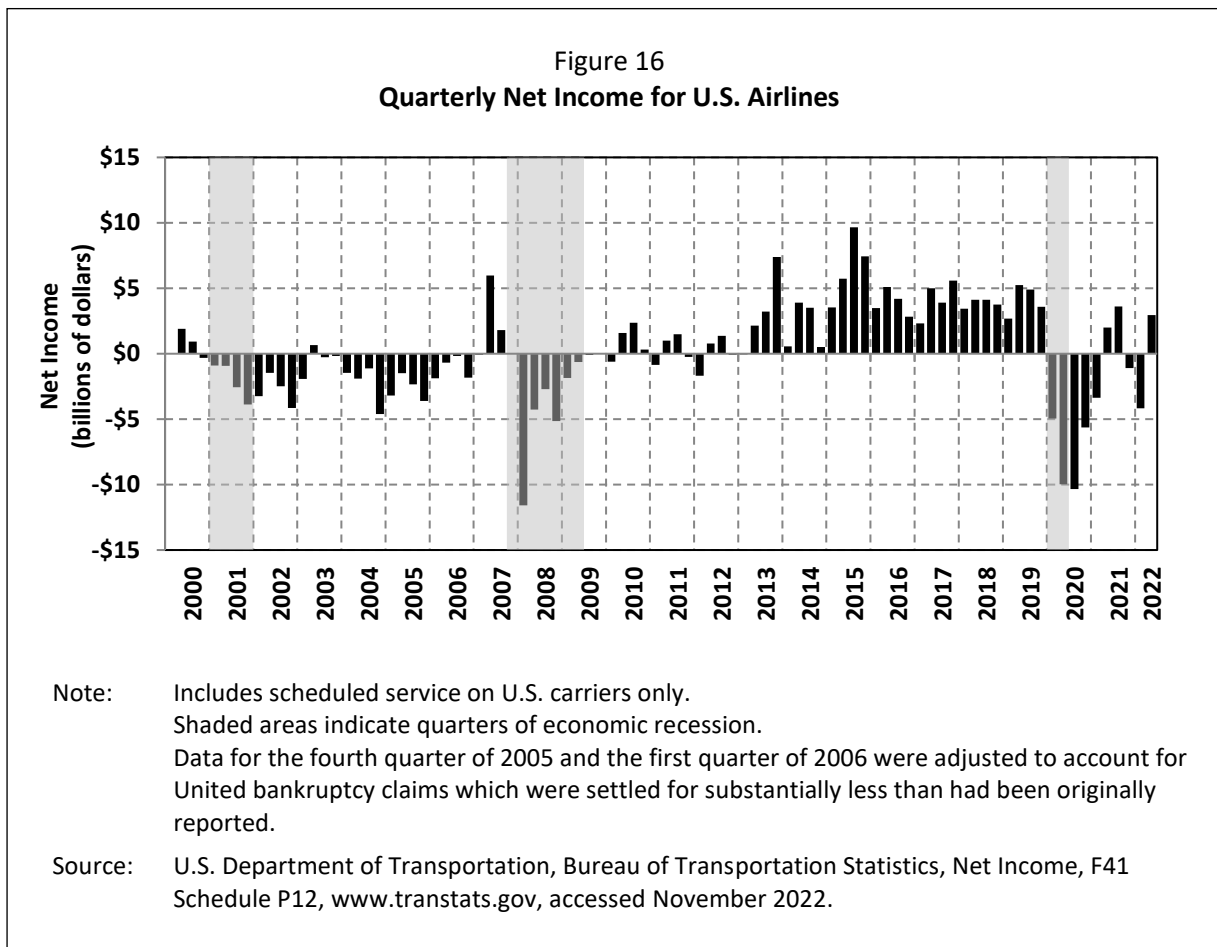 Figure 16
Quarterly Net Income for U.S. Airlines
$15
$10
$5
$0
-$5
-$10
-$15
Net Income
(billions of dollars)
2000
2001
2002
2003
2004
2005
2006
2007
2008
2009
2010
2011
2012
2013
2014
2015
2016
2017
2018
2019
2020
2021
2022
Note: Includes scheduled service on U.S. carriers only.
Shaded areas indicate quarters of economic recession.
Data for the fourth quarter of 2005 and the first quarter of 2006 were adjusted to account for
United bankruptcy claims which were settled for substantially less than had been originally
reported.
Source: U.S. Department of Transportation, Bureau of Transportation Statistics, Net Income, F41
Schedule P12, www.transtats.gov, accessed November 2022.